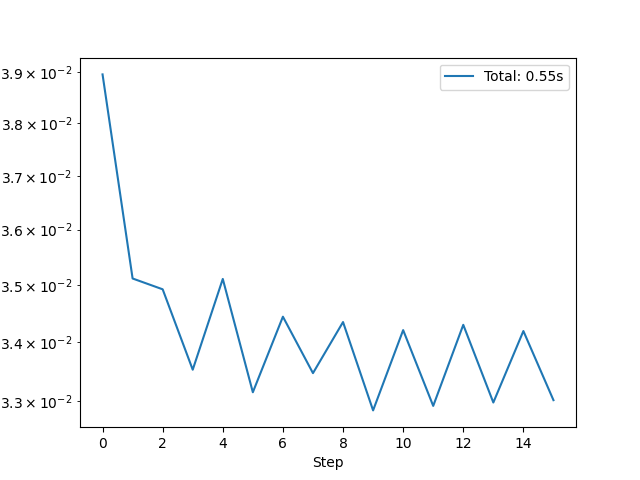 Total: 0.55s
3.9 × 10⁻²
3.8 × 10⁻²
3.7 × 10⁻²
3.6 × 10⁻²
3.5 × 10⁻²
3.4 × 10⁻²
3.3 × 10⁻²
0 2 4 6 8 10 12 14
Step